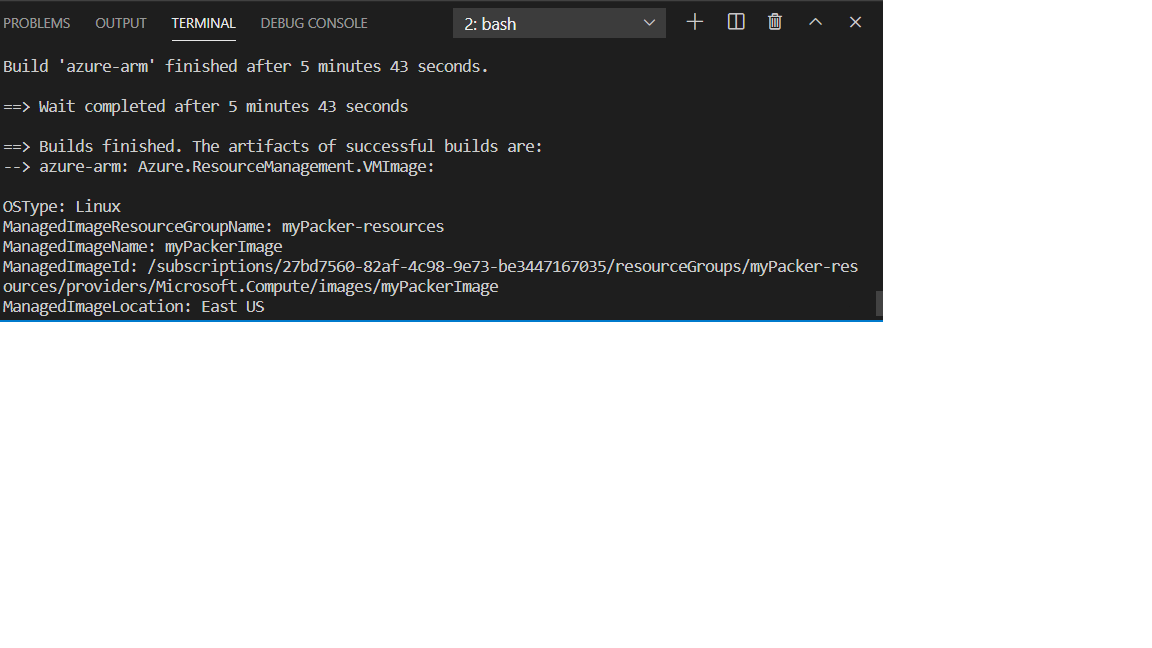 PROBLEMS OUTPUT TERMINAL DEBUG CONSOLE 2: bash
Build 'azure-arm' finished after 5 minutes 43 seconds.
==> Wait completed after 5 minutes 43 seconds
==> Builds finished. The artifacts of successful builds are:
--> azure-arm: Azure.ResourceManagement.VMImage:
OSType: Linux
ManagedImageResourceGroupName: myPacker-resources
ManagedImageName: myPackerImage
ManagedImageId: /subscriptions/27bd7560-82af-4c98-9e73-be3447167035/resourceGroups/myPacker-res
ources/providers/Microsoft.Compute/images/myPackerImage
ManagedImageLocation: East US